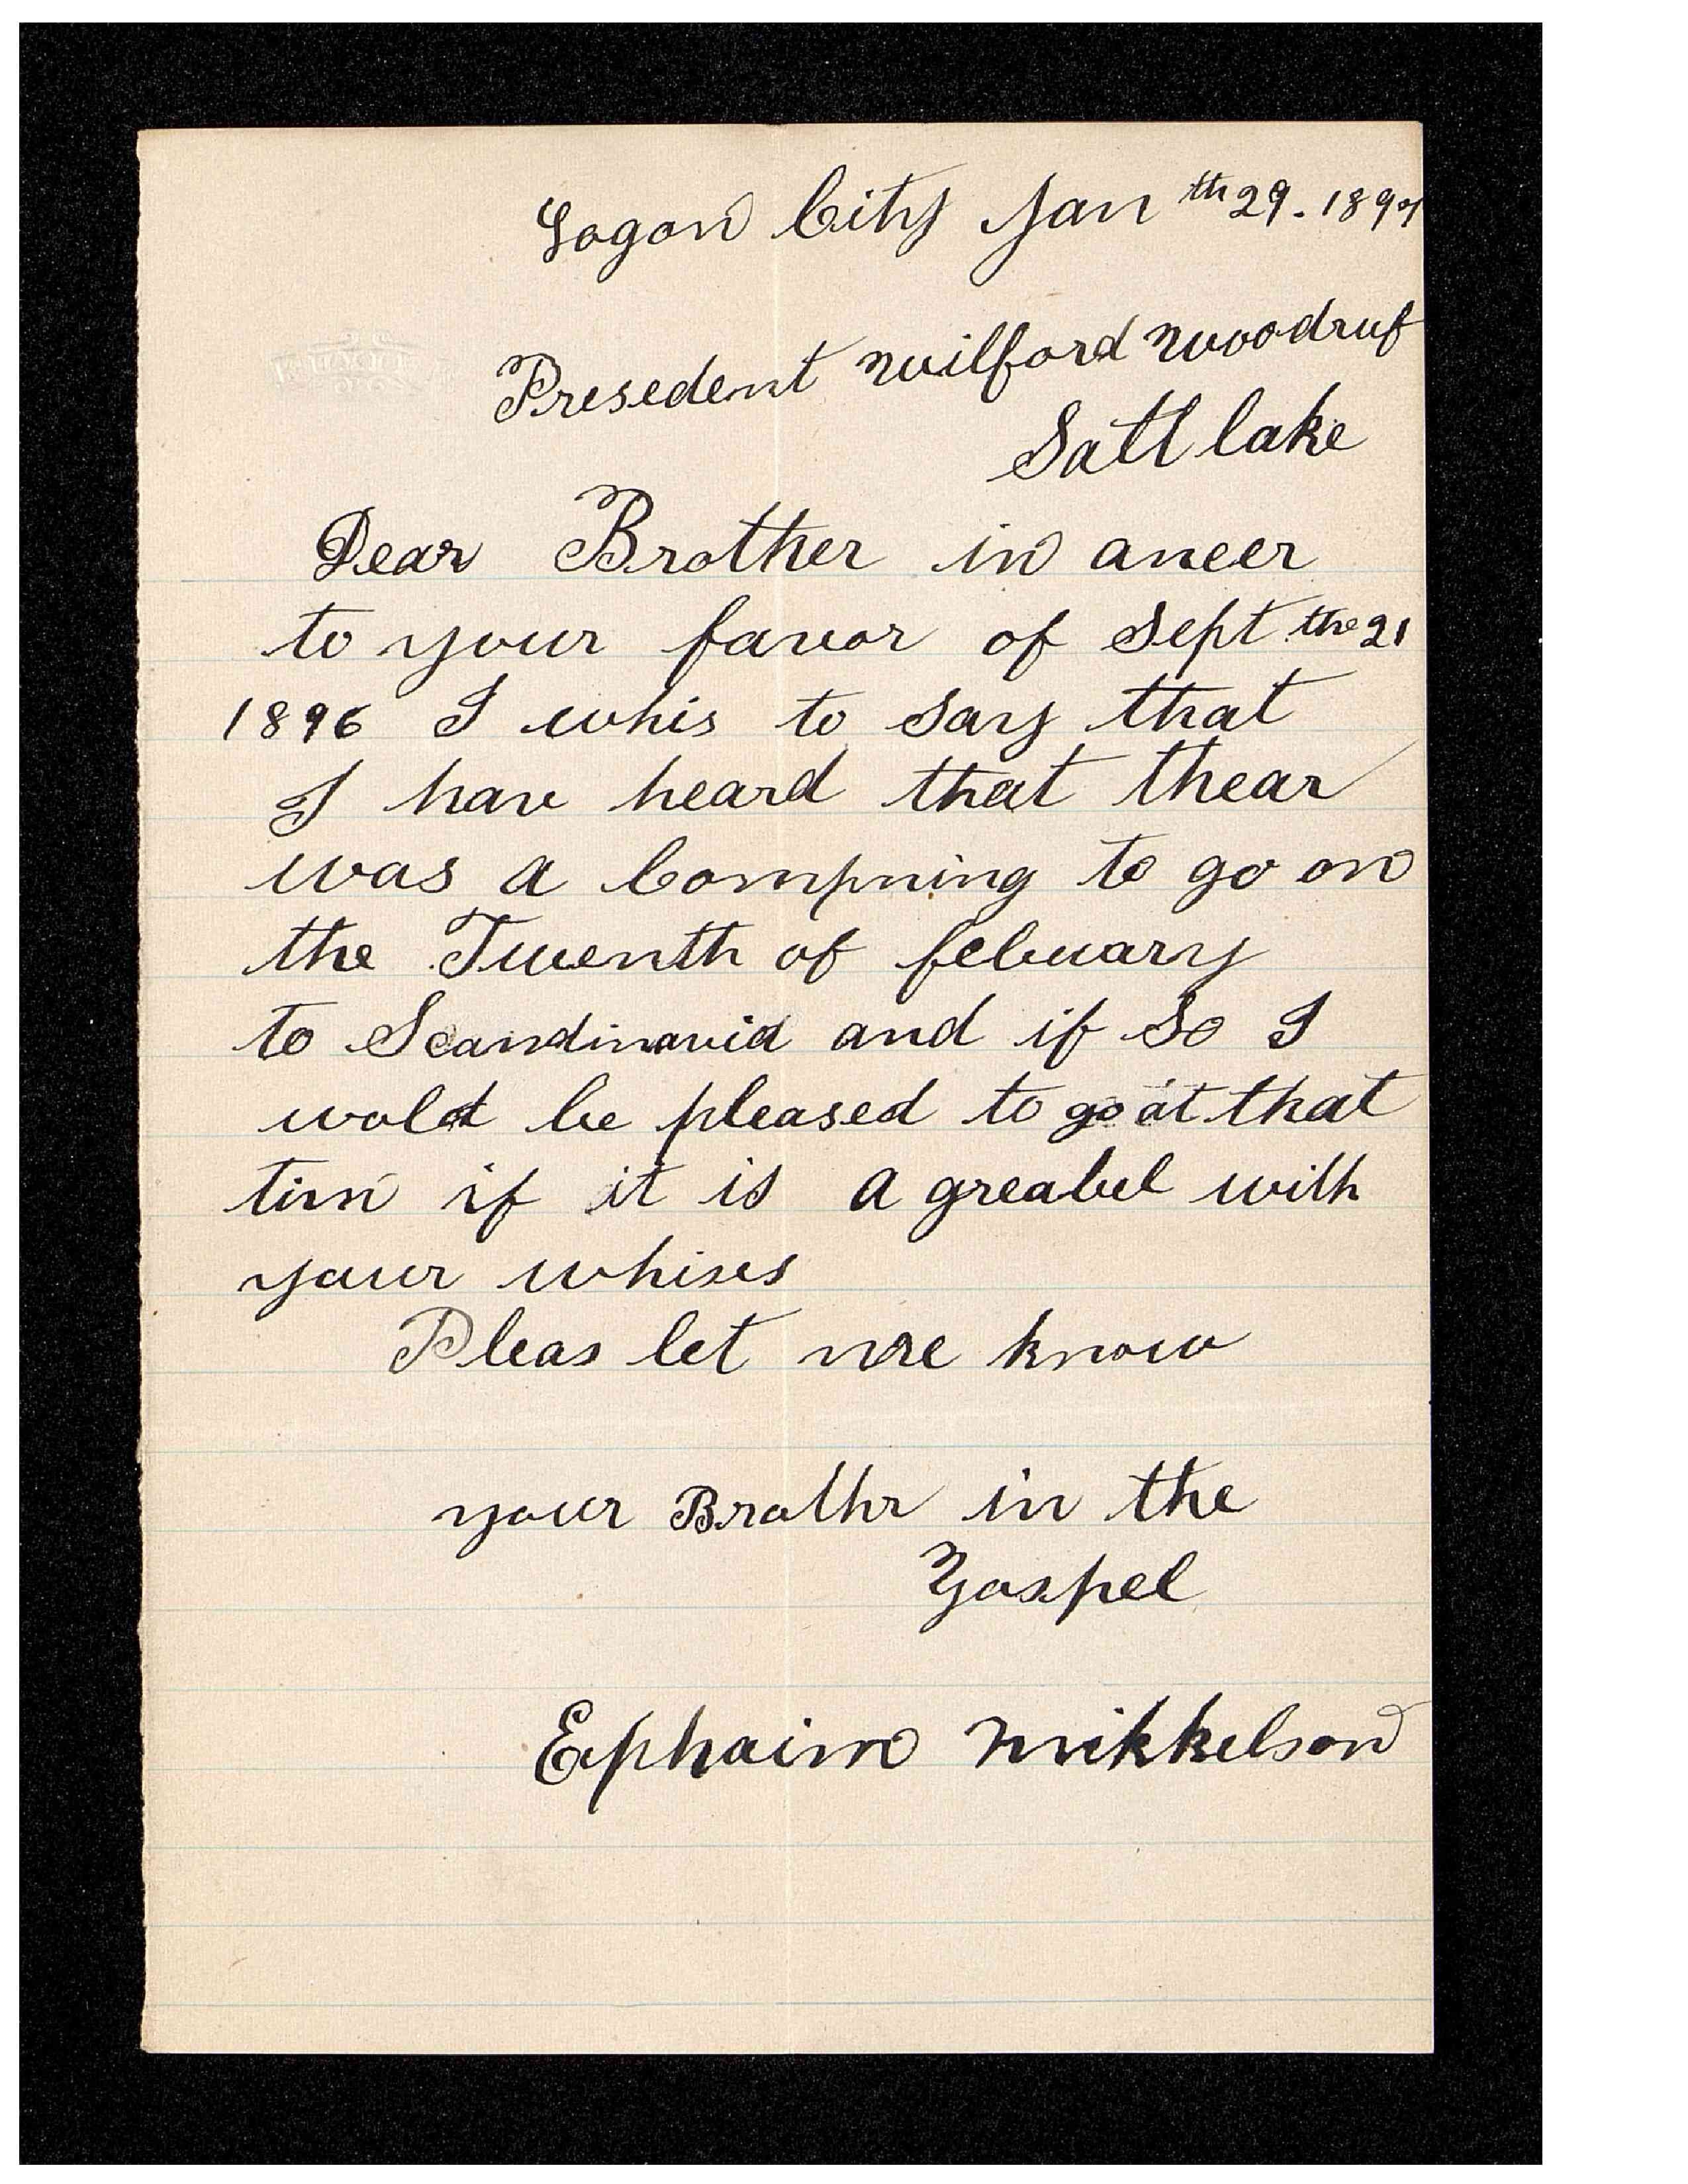 Logan City Jan th 29. 1897
Presedent Wilford Woodruf
Satl lake
Dear Brother in aneer
to your favor of Sept the 21
1896 I whis to say that
I have heard that thear
was a Compning to go on
the Twenth of febuary
to Scandinavia and if so I
wold be pleased to go at that
tim if it is a greabel with
your whises
Pleas let me know
your Brothr in the
Gospel
Ephaim Mikkelson